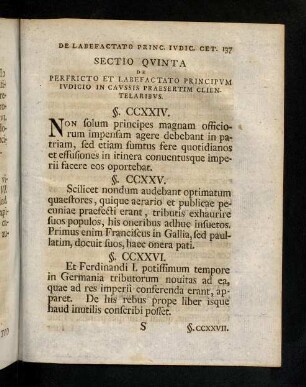 DE LABEFACTATO PRINC. IVDIC. CET. 137
SECTIO QVINTA
DE
PERFRICTO ET LABEFACTATO PRINCIPVM
IVDICIO IN CAVSSIS PRAESERTIM CLIEN-
TELARIBVS.
§. CCXXIV.
NON solum principes magnam officio-
rum impensam agere debebant in pa-
triam, sed etiam sumtus fere quotidianos
et effusiones in itinera conuentusque impe-
rii facere eos oportebat.
§. CCXXV.
Scilicet nondum audebant optimatum
quaestores, quique aerario et publicae pe-
cuniae praefecti erant, tributis exhaurire
suos populos, his oneribus adhuc insuetos.
Primus enim Franciscus in Gallia, sed paul-
latim, docuit suos, haec onera pati.
§. CCXXVI.
Et Ferdinandi I. potissimum tempore
in Germania tributorum nouitas ad ea,
quae ad res imperii conferenda erant, ap-
paret. De his rebus prope liber isque
haud inutilis conscribi posset.
S §.CCXXVII.